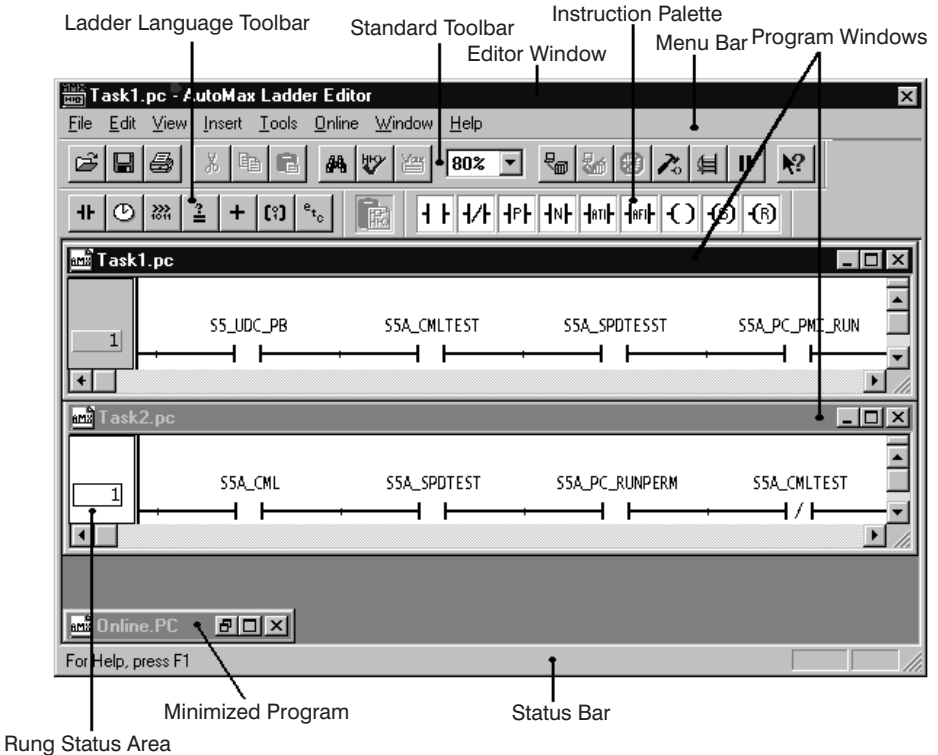 Ladder Language Toolbar
Standard Toolbar
Instruction Palette
Editor Window
Menu Bar
Program Windows
Task1.pc - AutoMax Ladder Editor
File Edit View Insert Tools Online Window Help
80%
Task1.pc
S5_UDC_PB S5A_CMLTEST S5A_SPDTESST S5A_PC_PMI_RUN
1
Task2.pc
S5A_CML S5A_SPDTEST S5A_PC_RUNPERM S5A_CMLTEST
1
Online.PC
For Help, press F1
Minimized Program
Status Bar
Rung Status Area